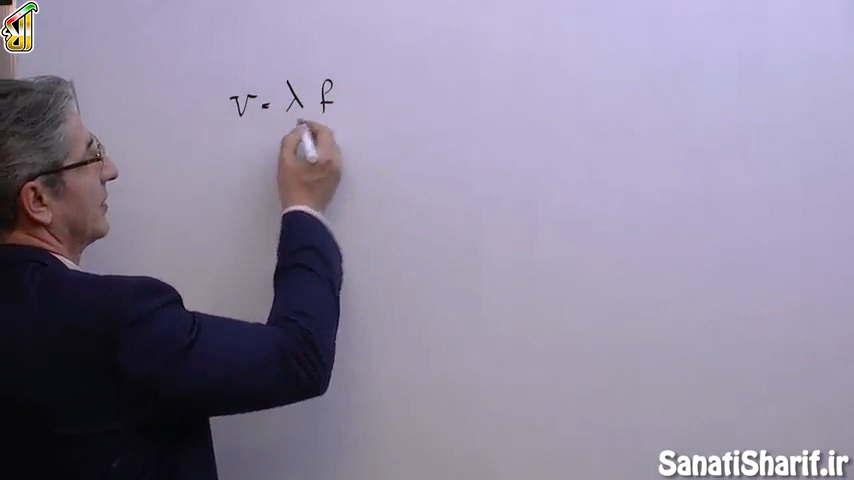 V = λ f
SanatiSharif.ir